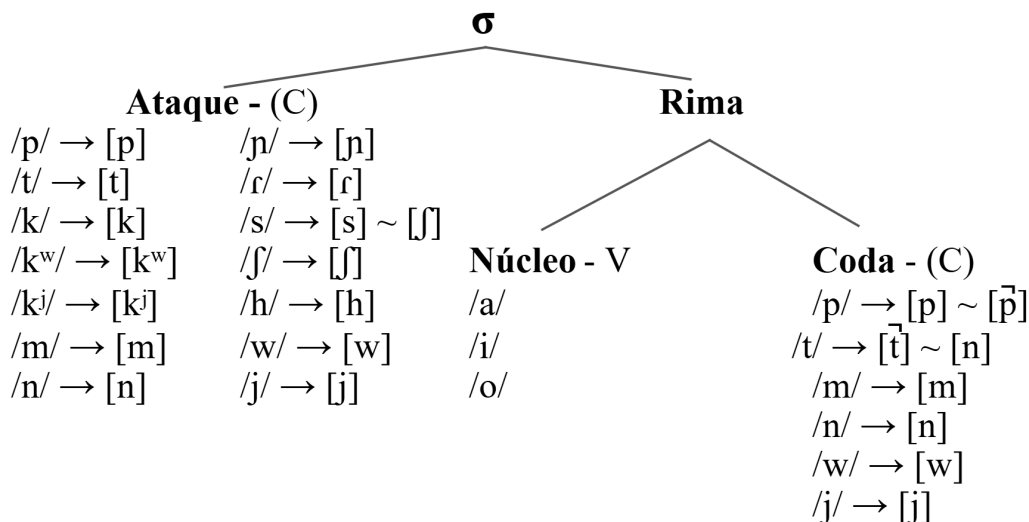 σ
Ataque - (C)
Rima
/p/ → [p]
/t/ → [t]
/k/ → [k]
/kʷ/ → [kʷ]
/kʲ/ → [kʲ]
/m/ → [m]
/n/ → [n]
/ɲ/ → [ɲ]
/ɾ/ → [ɾ]
/s/ → [s] ~ [ʃ]
/ʃ/ → [ʃ]
/h/ → [h]
/w/ → [w]
/j/ → [j]
Núcleo - V
/a/
/i/
/o/
Coda - (C)
/p/ → [p] ~ [p̚]
/t/ → [t̚] ~ [n]
/m/ → [m]
/n/ → [n]
/w/ → [w]
/j/ → [j]